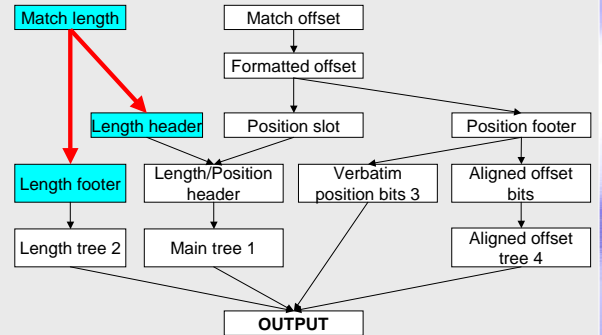 Match length
Match offset
Formatted offset
Length header
Position slot
Position footer
Length footer
Length/Position
header
Verbatim
position bits 3
Aligned offset
bits
Length tree 2
Main tree 1
Aligned offset
tree 4
OUTPUT